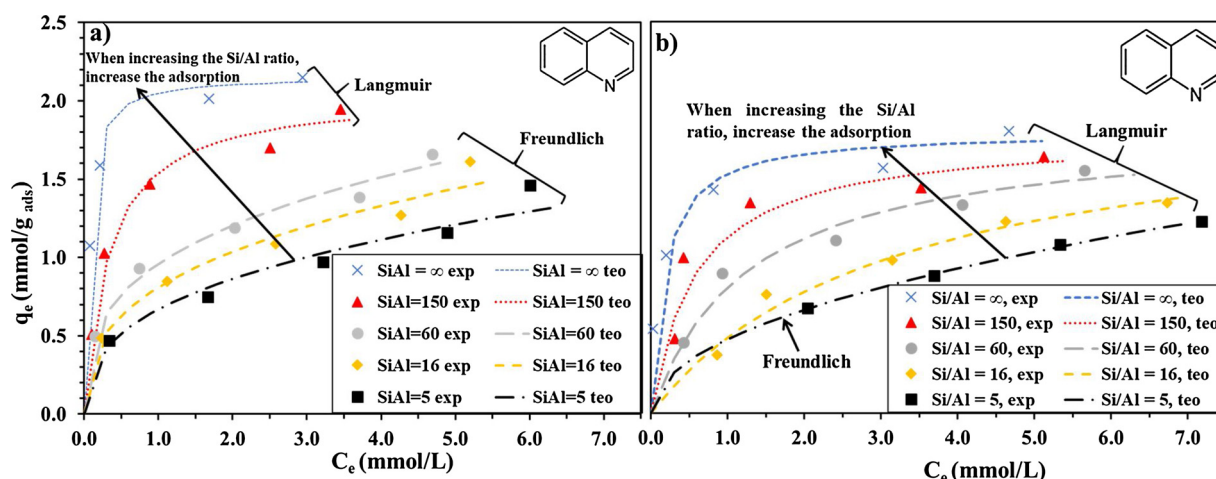 a)
When increasing the Si/Al ratio,
increase the adsorption
Langmuir
Freundlich
N
qe (mmol/g ads)
2.5
2.0
1.5
1.0
0.5
0.0
SiAl = ∞ exp
SiAl = ∞ teo
SiAl=150 exp
SiAl=150 teo
SiAl=60 exp
SiAl=60 teo
SiAl=16 exp
SiAl=16 teo
SiAl=5 exp
SiAl=5 teo
0.0 1.0 2.0 3.0 4.0 5.0 6.0 7.0
Ce (mmol/L)
b)
When increasing the Si/Al
ratio, increase the adsorption
Langmuir
Freundlich
N
Si/Al = ∞, exp
Si/Al = ∞, teo
Si/Al = 150, exp
Si/Al = 150, teo
Si/Al = 60, exp
Si/Al = 60, teo
Si/Al = 16, exp
Si/Al = 16, teo
Si/Al = 5, exp
Si/Al = 5, teo
0.0 1.0 2.0 3.0 4.0 5.0 6.0 7.0
Ce (mmol/L)